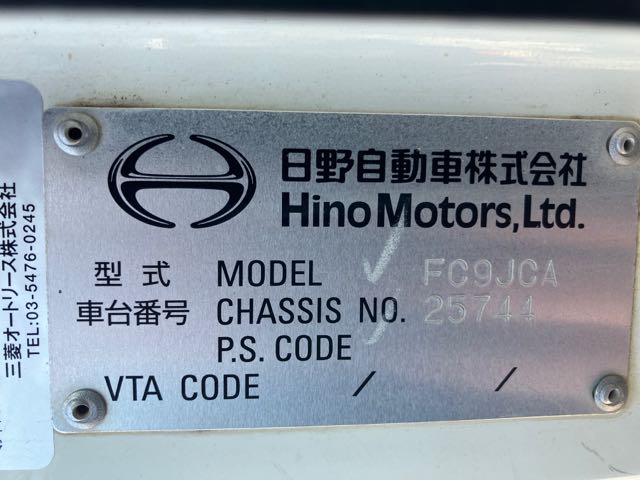 日野自動車株式会社
Hino Motors, Ltd.
型式 MODEL FC9JCA
車台番号 CHASSIS NO. 25744
P.S. CODE
VTA CODE / /
三菱オートリース株式会社
TEL:03-5476-0245